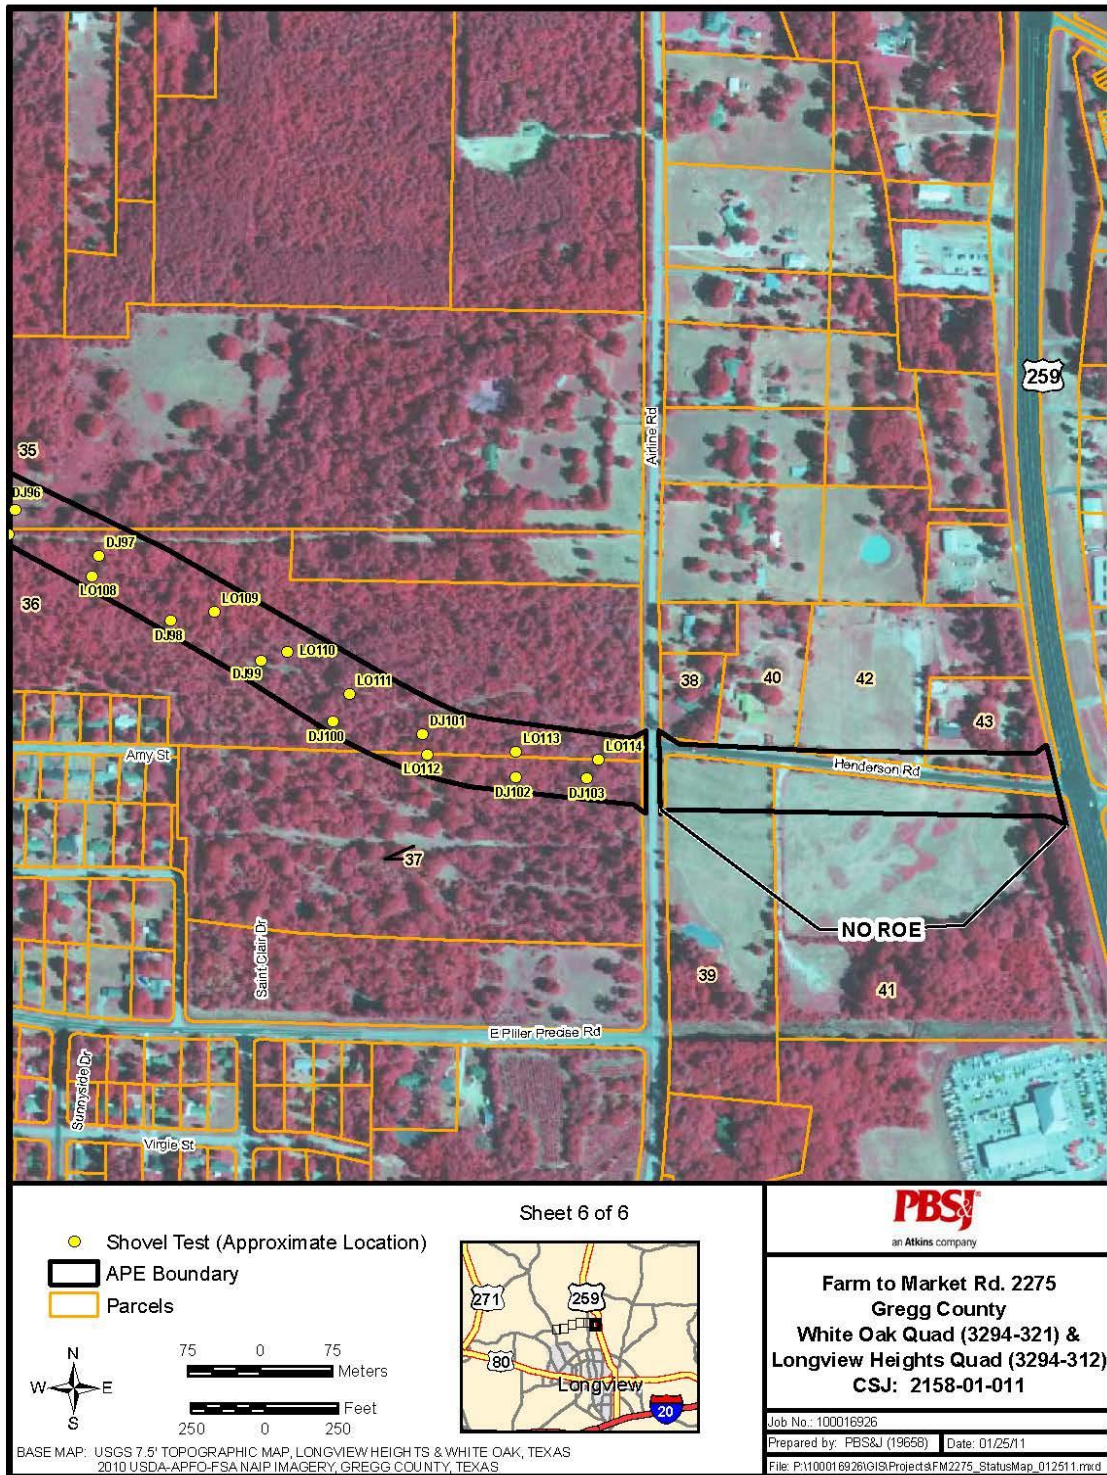 259
Airline Rd
35
DJ96
DJ97
LO108
36
LO109
DJ98
LO110
DJ99
LO111
DJ100
DJ101
LO112
LO113
LO114
DJ102
DJ103
38
40
42
43
Amy St
Henderson Rd
37
NO ROE
39
41
Saint Clair Dr
E Pliler Precise Rd
Sunnyside Dr
Virgie St
Sheet 6 of 6
Shovel Test (Approximate Location)
APE Boundary
Parcels
N
W E
S
75 0 75
Meters
Feet
250 0 250
271
259
80
Longview
20
BASE MAP: USGS 7.5' TOPOGRAPHIC MAP, LONGVIEW HEIGHTS & WHITE OAK, TEXAS
2010 USDA-APFO-FSA NAIP IMAGERY, GREGG COUNTY, TEXAS
PBS&J
an Atkins company
Farm to Market Rd. 2275
Gregg County
White Oak Quad (3294-321) &
Longview Heights Quad (3294-312)
CSJ: 2158-01-011
Job No.: 100016926
Prepared by: PBS&J (19658) Date: 01/25/11
File: P:\100016926\GIS\Projects\FM2275_StatusMap_012511.mxd